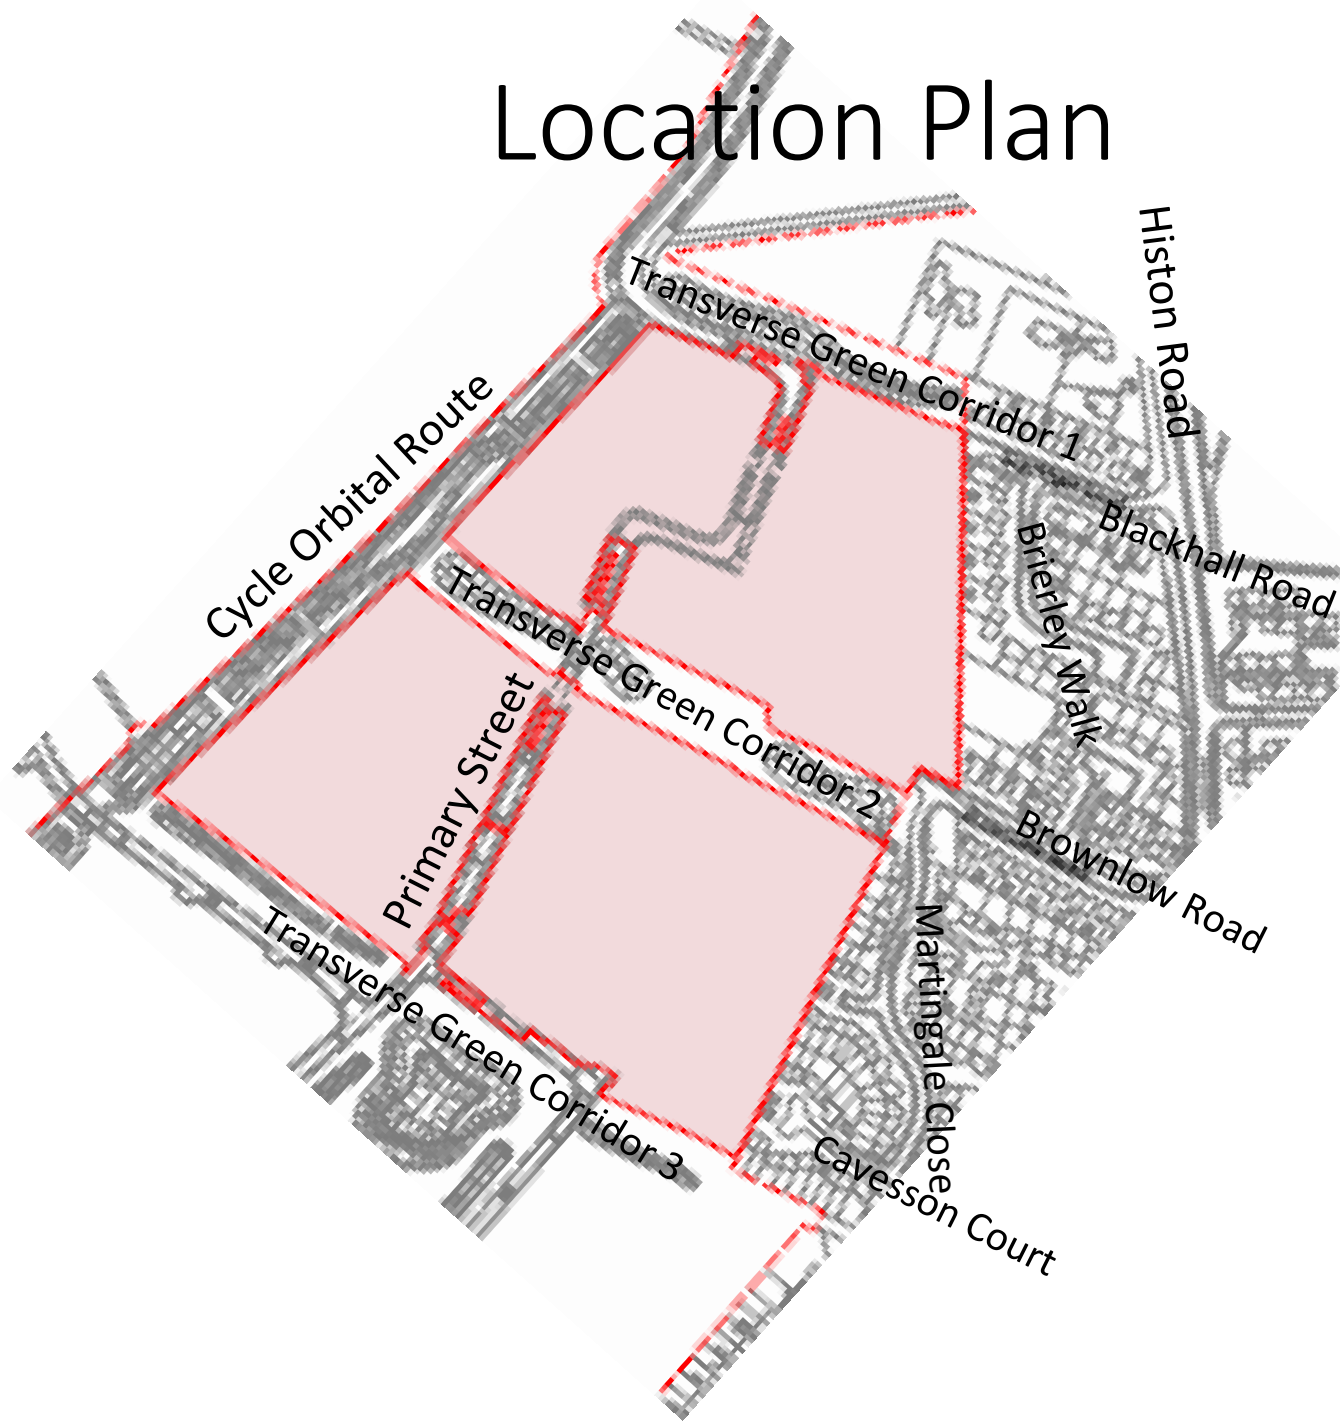 Location Plan
Histon Road
Transverse Green Corridor 1
Cycle Orbital Route
Blackhall Road
Brierley Walk
Transverse Green Corridor 2
Primary Street
Brownlow Road
Martingale Close
Transverse Green Corridor 3
Cavesson Court